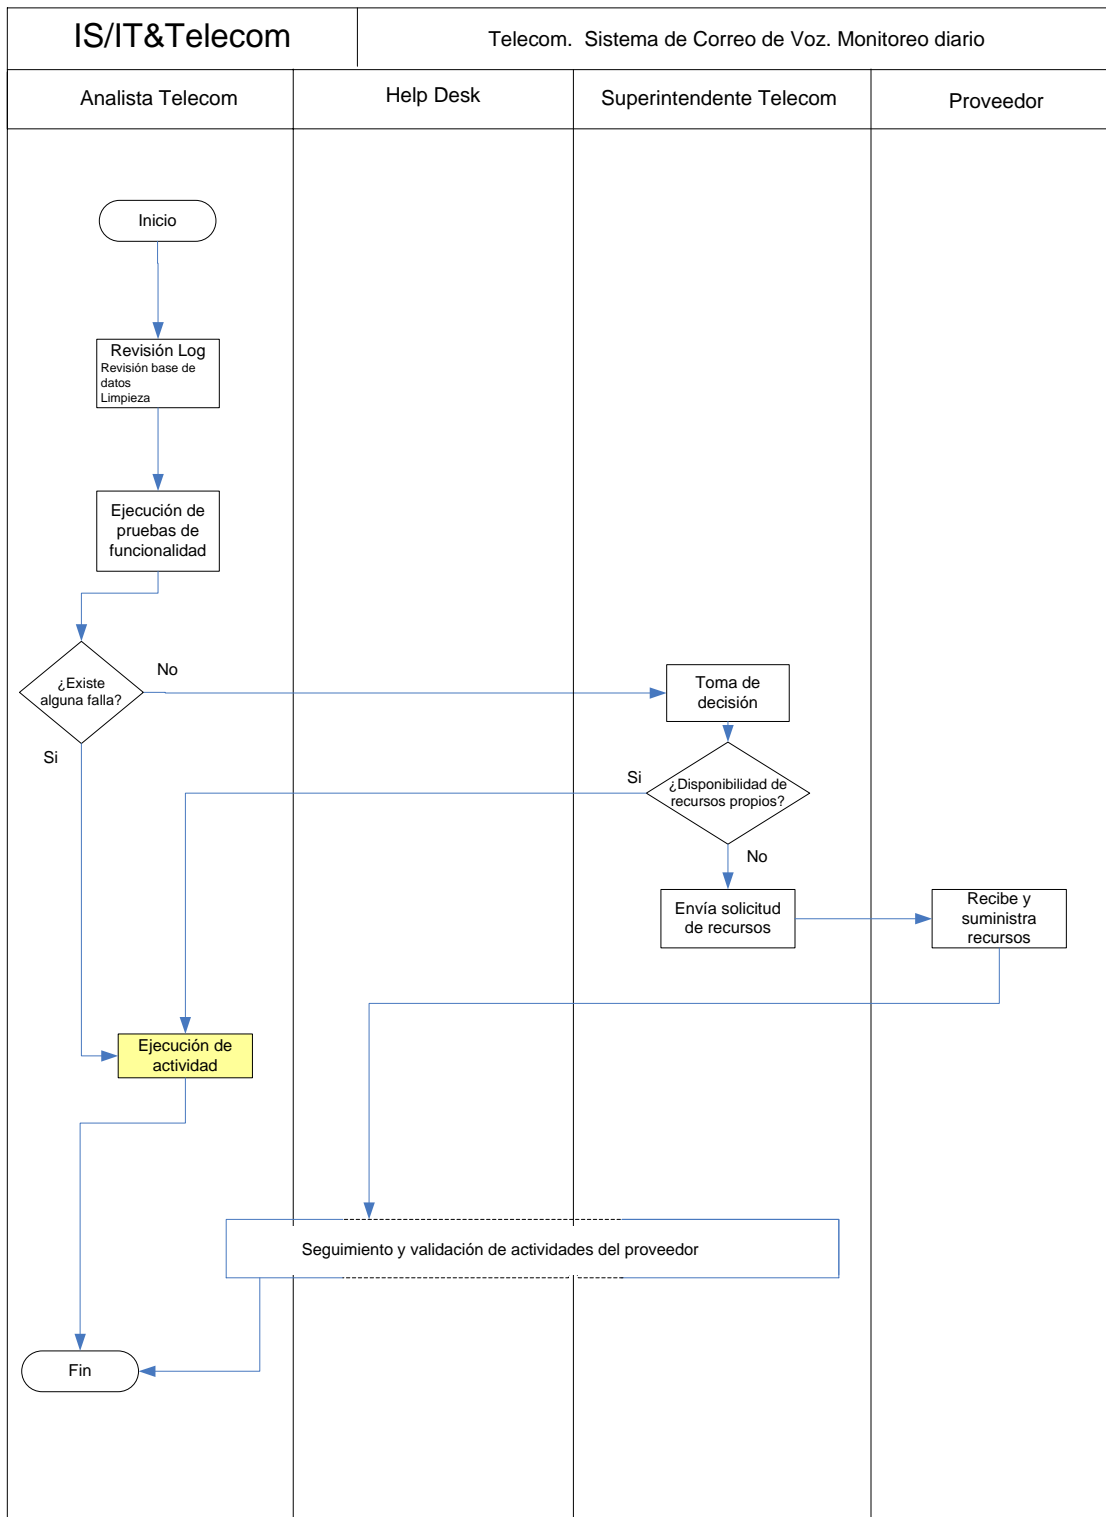 IS/IT&Telecom
Telecom.  Sistema de Correo de Voz. Monitoreo diario
Analista Telecom
Help Desk
Superintendente Telecom
Proveedor
Inicio
Revisión Log
Revisión base de
datos
Limpieza
Ejecución de
pruebas de
funcionalidad
¿Existe
alguna falla?
No
Si
Toma de
decisión
¿Disponibilidad de
recursos propios?
Si
No
Envía solicitud
de recursos
Recibe y
suministra
recursos
Ejecución de
actividad
Seguimiento y validación de actividades del proveedor
Fin